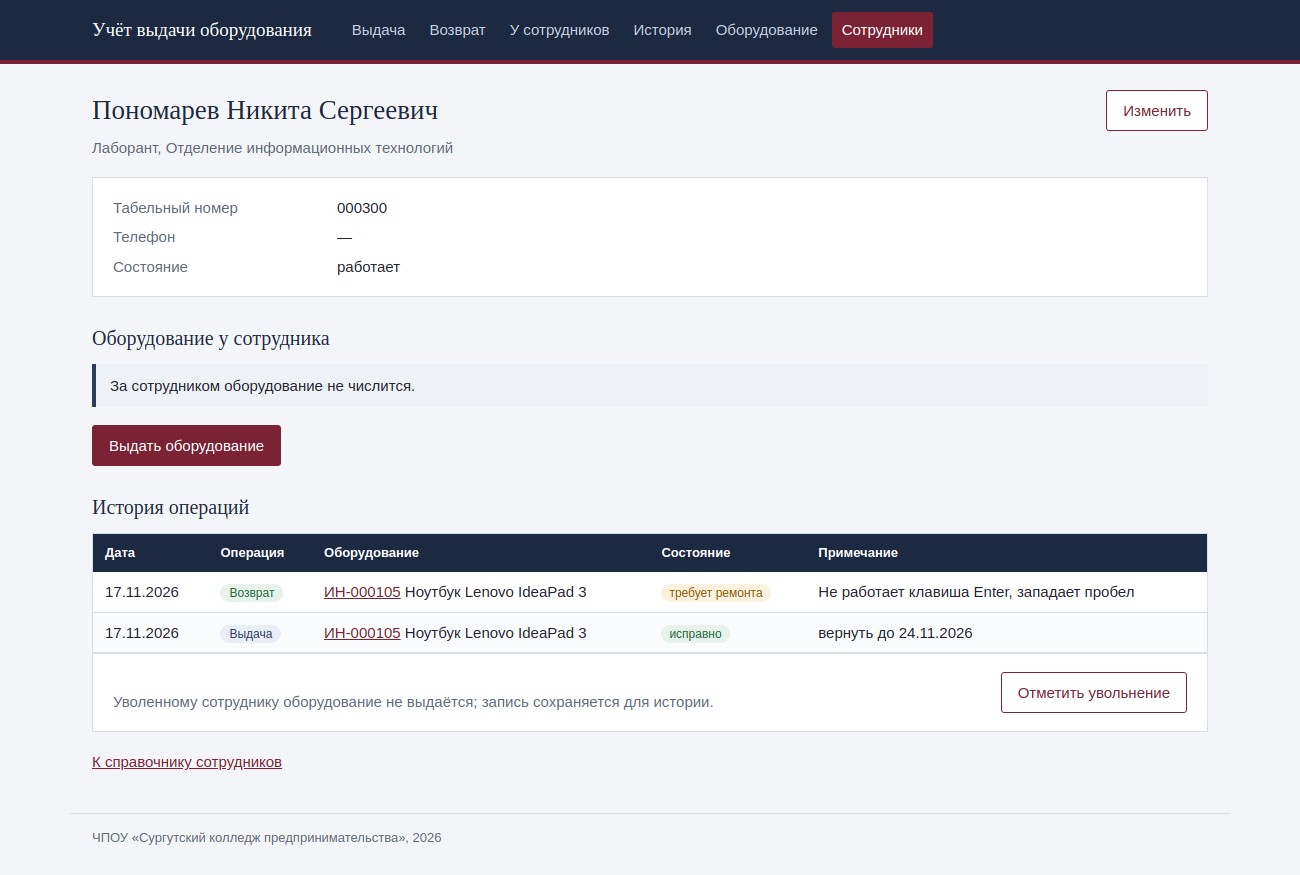 Учёт выдачи оборудования Выдача Возврат У сотрудников История Оборудование Сотрудники
Пономарев Никита Сергеевич Изменить
Лаборант, Отделение информационных технологий
Табельный номер 000300
Телефон —
Состояние работает
Оборудование у сотрудника
За сотрудником оборудование не числится.
Выдать оборудование
История операций
Дата Операция Оборудование Состояние Примечание
17.11.2026 Возврат ИН-000105 Ноутбук Lenovo IdeaPad 3 требует ремонта Не работает клавиша Enter, западает пробел
17.11.2026 Выдача ИН-000105 Ноутбук Lenovo IdeaPad 3 исправно вернуть до 24.11.2026
Уволенному сотруднику оборудование не выдаётся; запись сохраняется для истории. Отметить увольнение
К справочнику сотрудников
ЧПОУ «Сургутский колледж предпринимательства», 2026